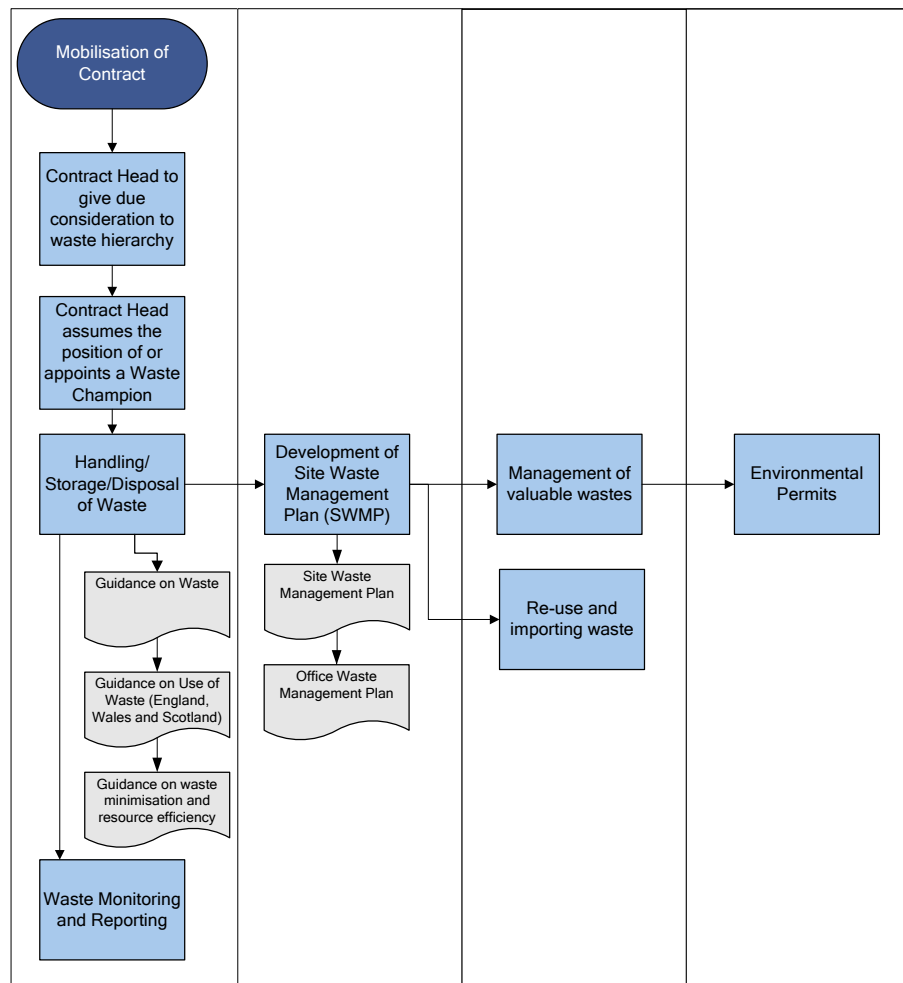 Mobilisation of
Contract
Contract Head to
give due
consideration to
waste hierarchy
Contract Head
assumes the
position of or
appoints a Waste
Champion
Handling/
Storage/Disposal
of Waste
Development of
Site Waste
Management
Plan (SWMP)
Management of
valuable wastes
Environmental
Permits
Guidance on Waste
Site Waste
Management Plan
Re-use and
importing waste
Guidance on Use of
Waste (England,
Wales and Scotland)
Office Waste
Management Plan
Guidance on waste
minimisation and
resource efficiency
Waste Monitoring
and Reporting